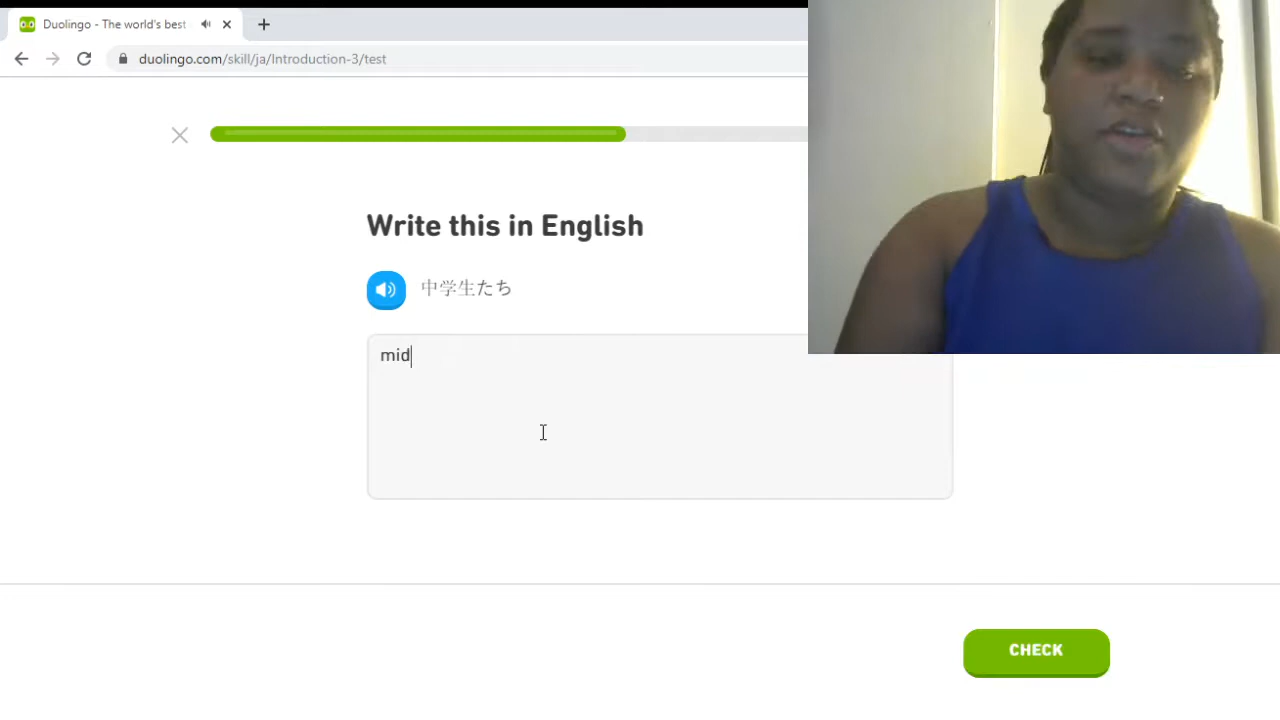 Duolingo - The world's best
duolingo.com/skill/ja/Introduction-3/test
Write this in English
中学生たち
mid
CHECK